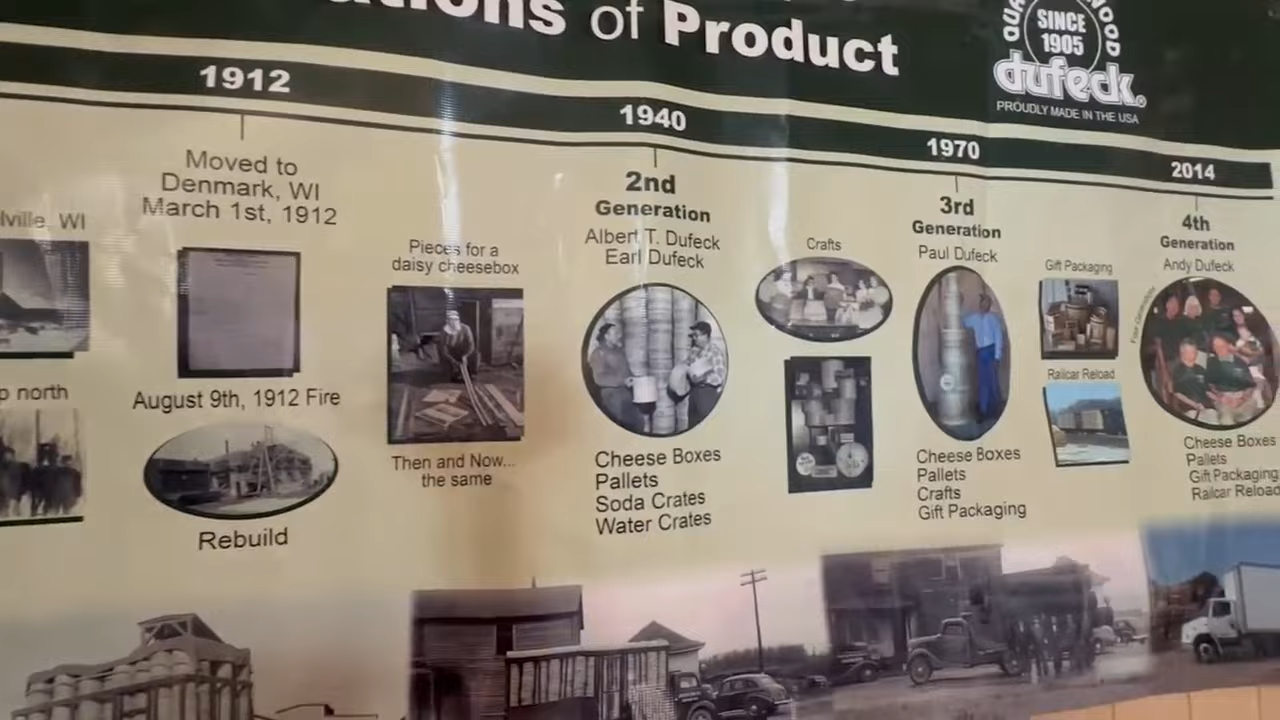 of Product
SINCE
1905
dufeck®
PROUDLY MADE IN THE USA
1912
1940
1970
2014
Moved to
Denmark, WI
March 1st, 1912
August 9th, 1912 Fire
Rebuild
Pieces for a
daisy cheesebox
Then and Now...
the same
2nd
Generation
Albert T. Dufeck
Earl Dufeck
Cheese Boxes
Pallets
Soda Crates
Water Crates
Crafts
3rd
Generation
Paul Dufeck
Cheese Boxes
Pallets
Crafts
Gift Packaging
Gift Packaging
Railcar Reload
4th
Generation
Andy Dufeck
Cheese Boxes
Pallets
Gift Packaging
Railcar Reload
lville, WI
p north